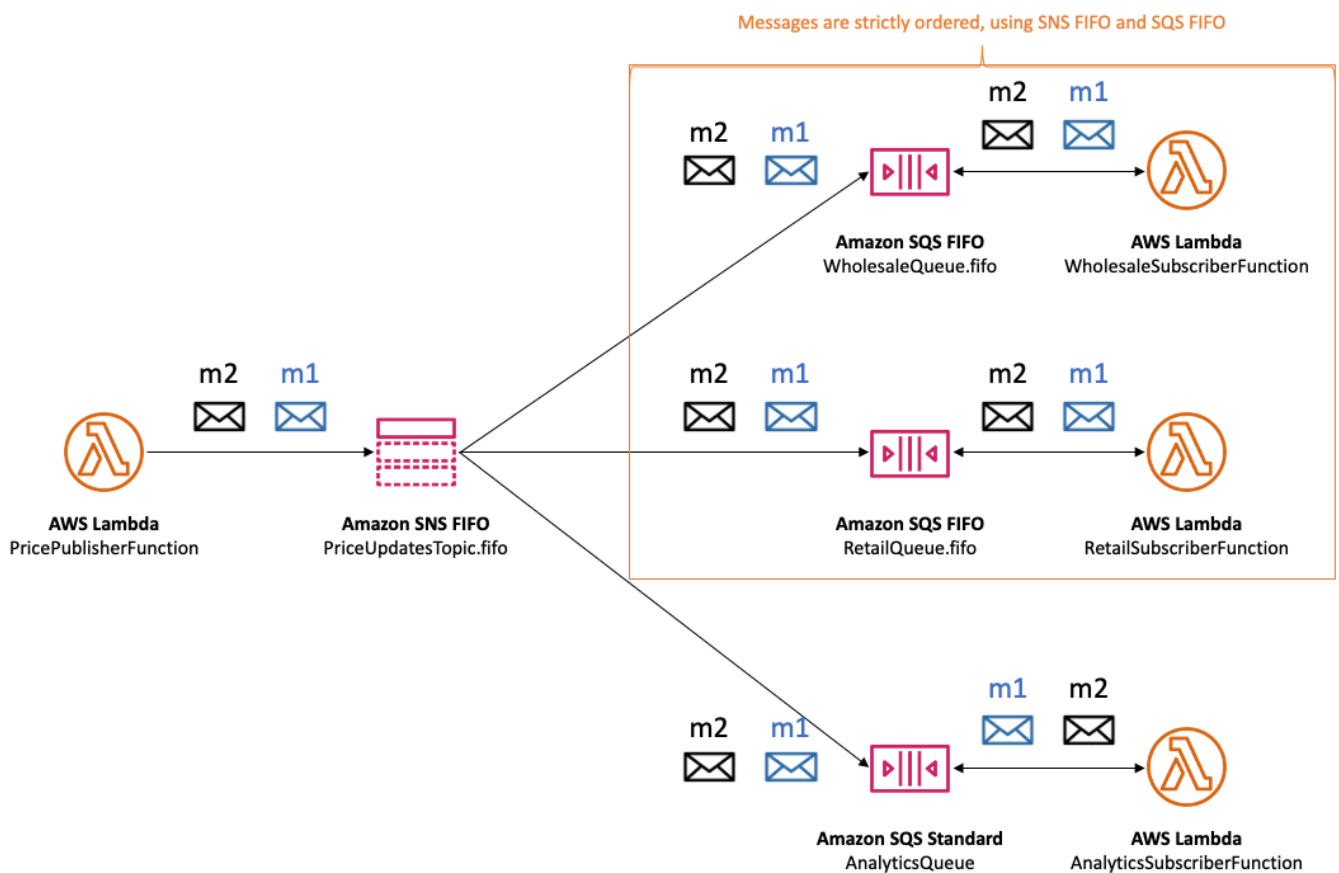 Messages are strictly ordered, using SNS FIFO and SQS FIFO
m2 m1
m2 m1
Amazon SQS FIFO
WholesaleQueue.fifo
AWS Lambda
WholesaleSubscriberFunction
m2 m1
m2 m1
m2 m1
AWS Lambda
PricePublisherFunction
Amazon SNS FIFO
PriceUpdatesTopic.fifo
Amazon SQS FIFO
RetailQueue.fifo
AWS Lambda
RetailSubscriberFunction
m2 m1
m1 m2
Amazon SQS Standard
AnalyticsQueue
AWS Lambda
AnalyticsSubscriberFunction